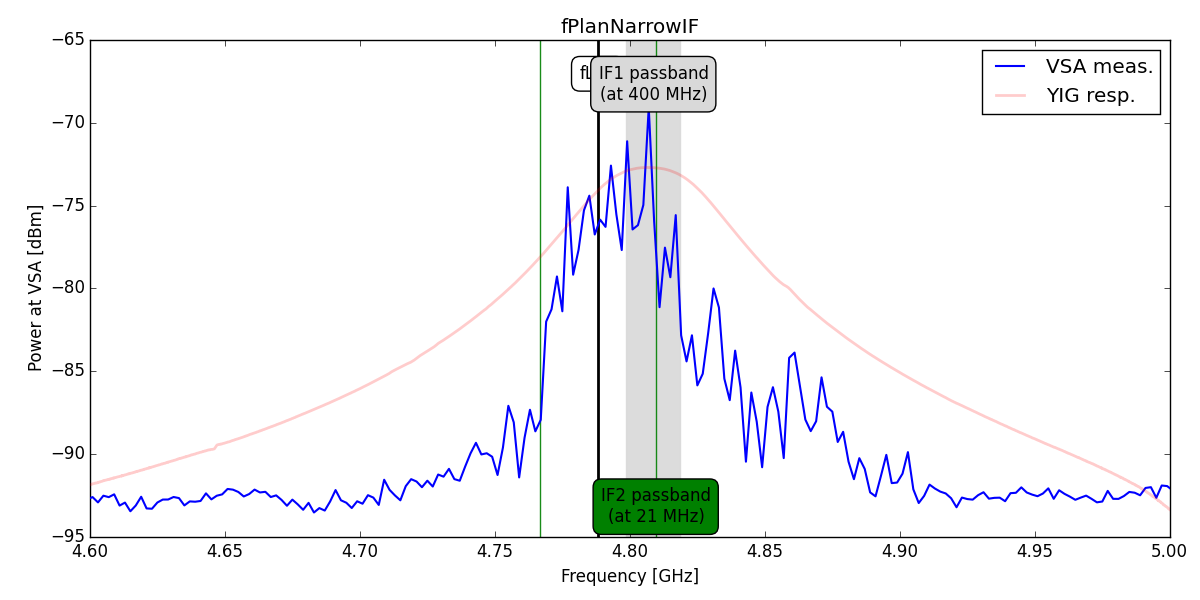 fPlanNarrowIF
−65
−70
−75
−80
−85
−90
−95
Power at VSA [dBm]
IF1 passband
(at 400 MHz)
VSA meas.
YIG resp.
IF2 passband
(at 21 MHz)
4.60
4.65
4.70
4.75
4.80
4.85
4.90
4.95
5.00
Frequency [GHz]